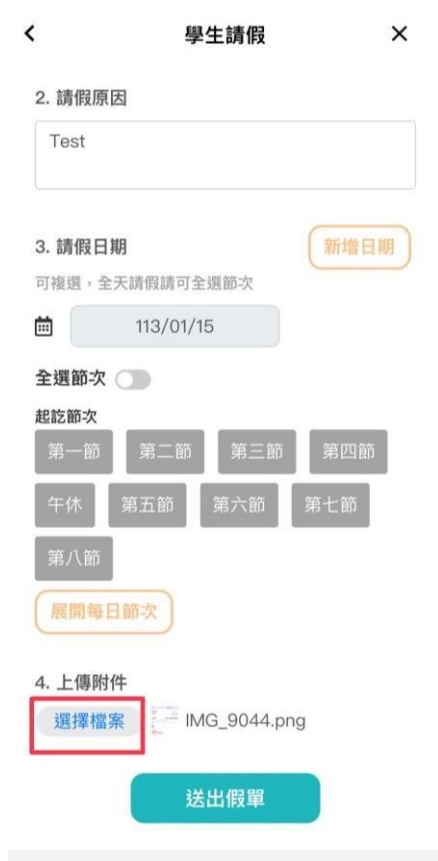 學生請假
2. 請假原因
Test
3. 請假日期
新增日期
可複選，全天請假請可全選節次
113/01/15
全選節次
起訖節次
第一節 第二節 第三節 第四節
午休 第五節 第六節 第七節
第八節
展開每日節次
4. 上傳附件
選擇檔案 IMG_9044.png
送出假單